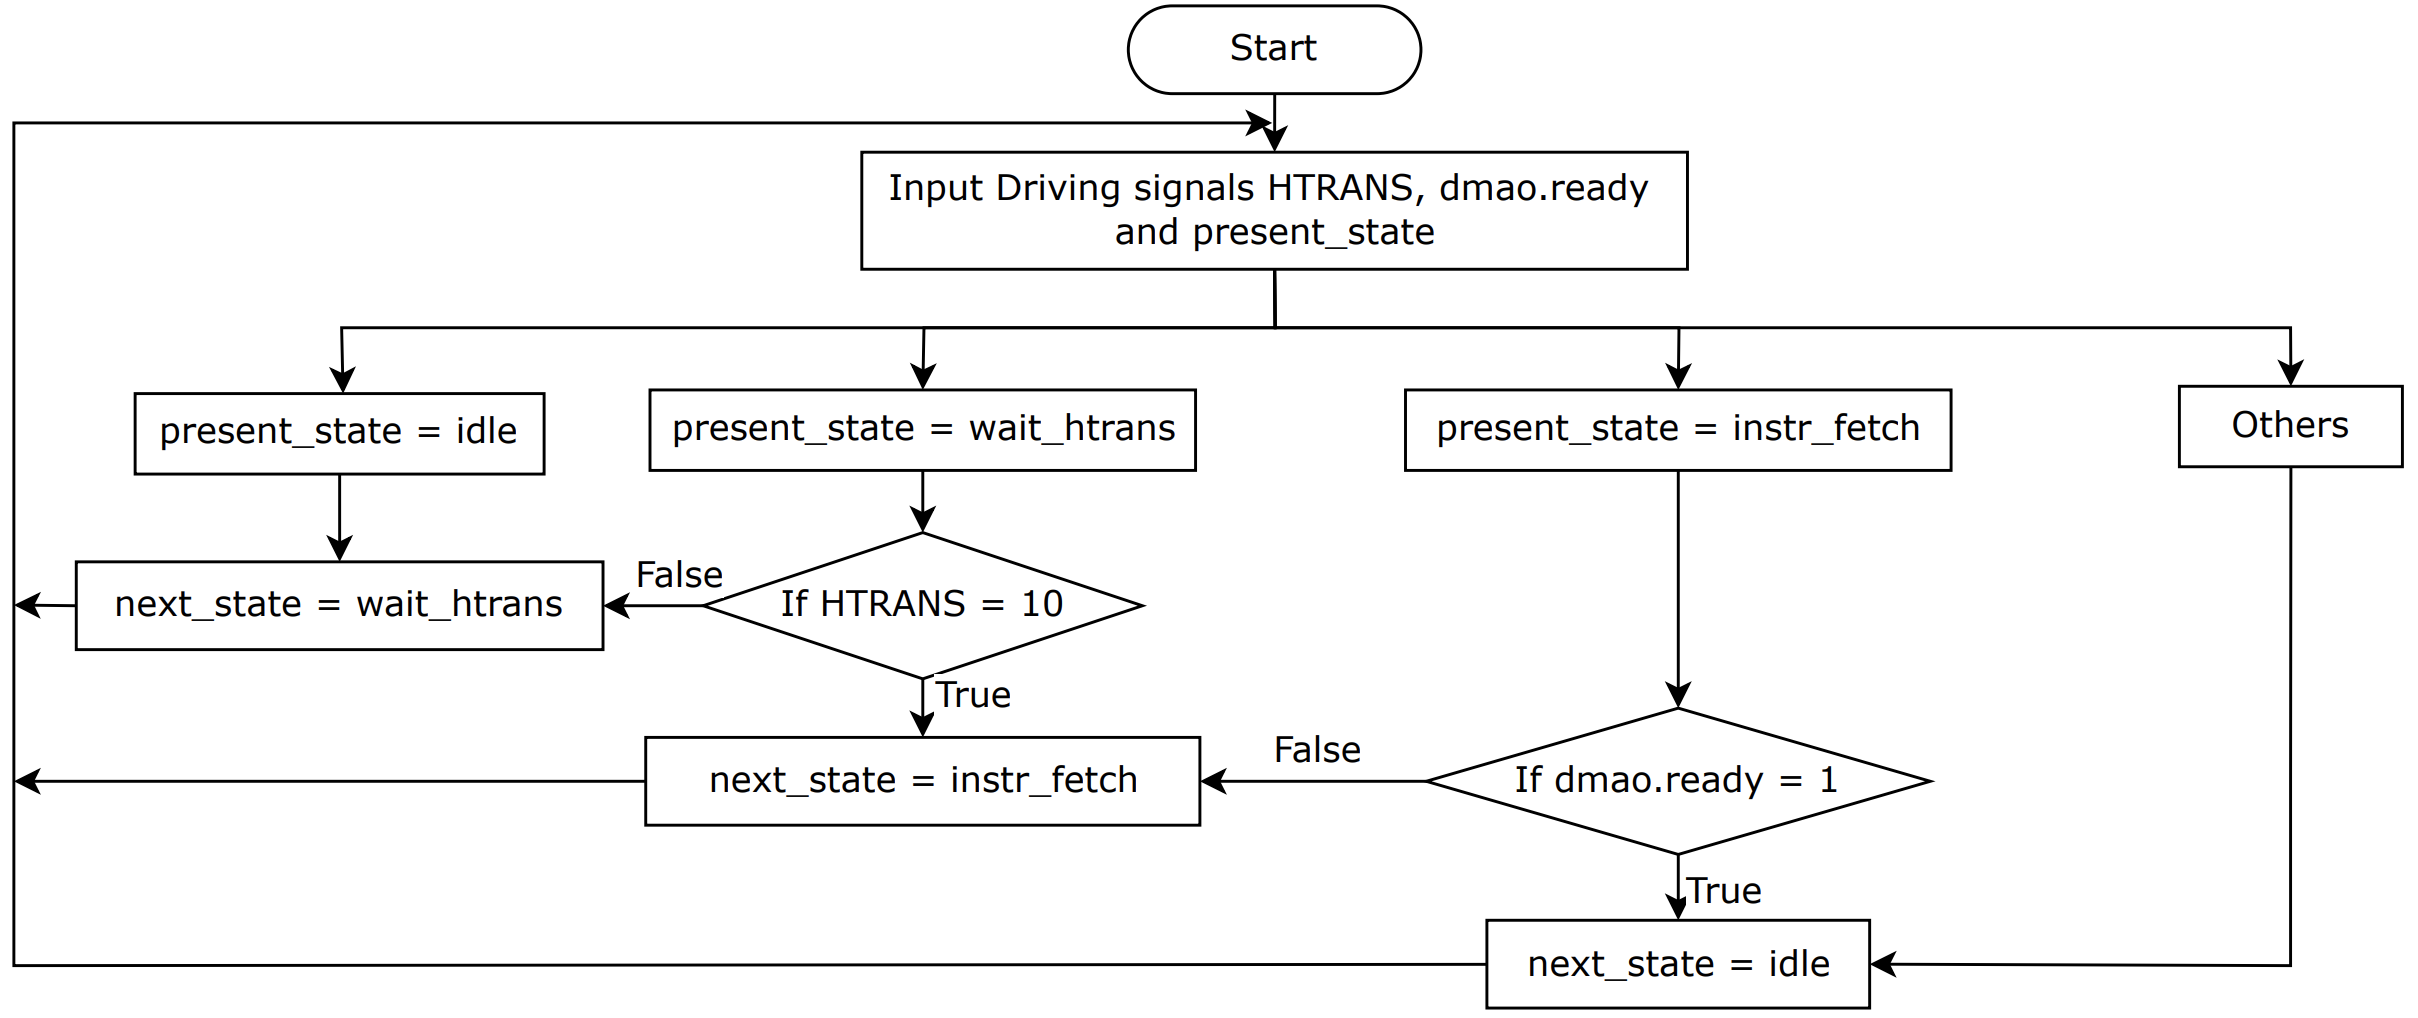 Start
Input Driving signals HTRANS, dmao.ready
and present_state
present_state = idle
present_state = wait_htrans
present_state = instr_fetch
Others
next_state = wait_htrans
False
If HTRANS = 10
True
next_state = instr_fetch
False
If dmao.ready = 1
True
next_state = idle